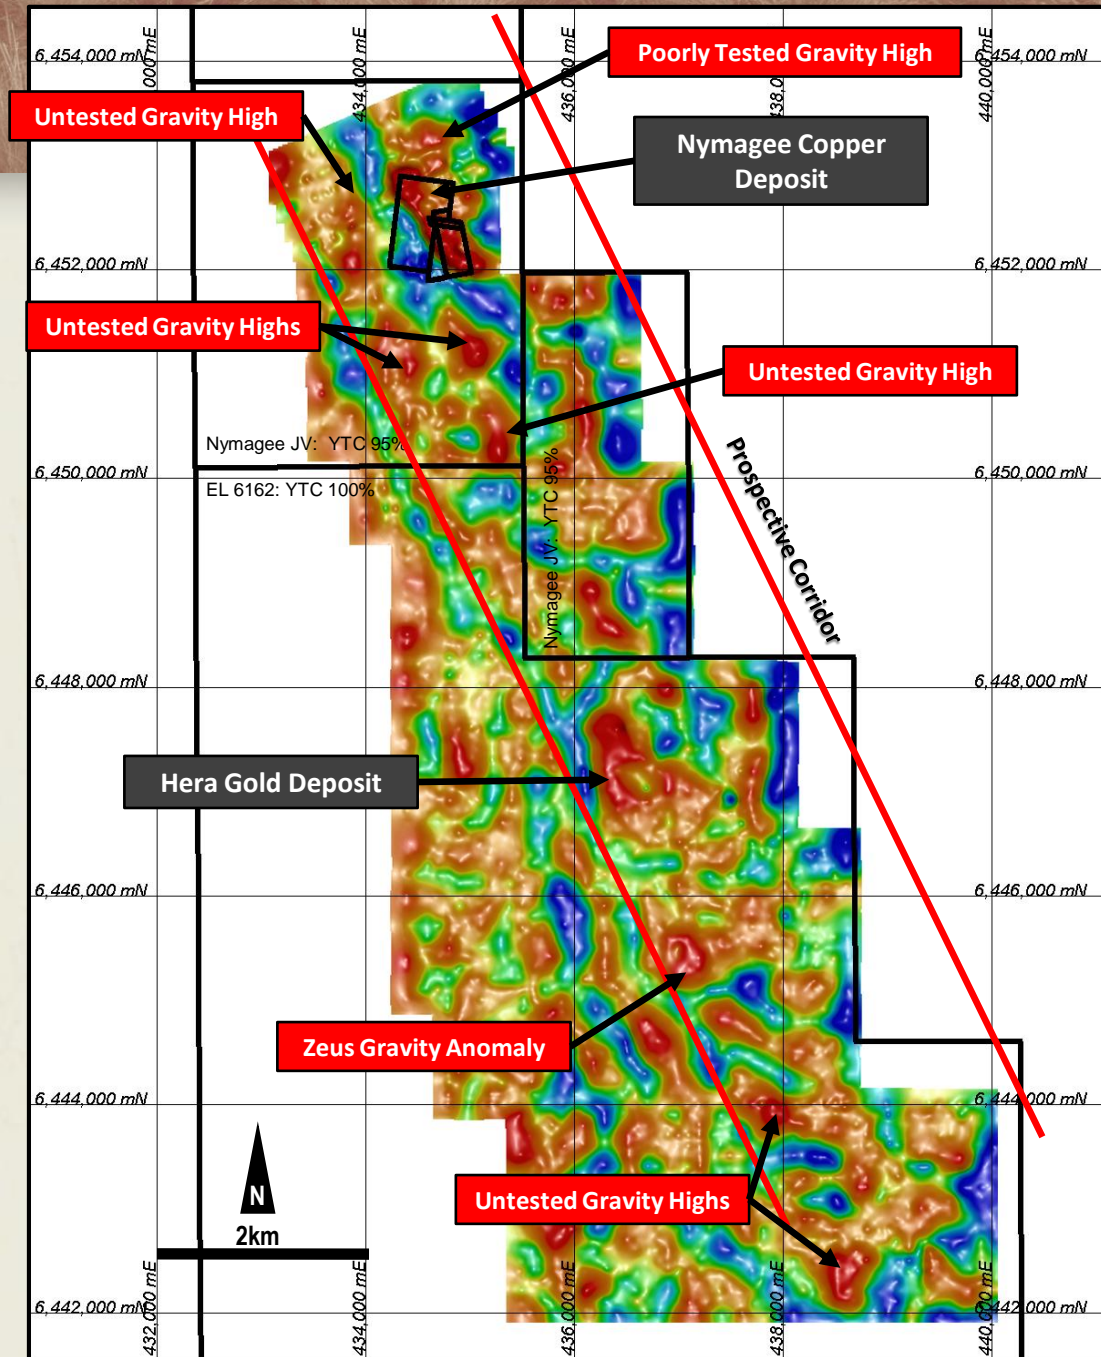 6,454,000 mN
000 mE
434,000 mE
436,000 mE
438,0
440,000 mE
6,454,000 mN
Poorly Tested Gravity High
Untested Gravity High
Nymagee Copper
Deposit
6,452,000 mN
6,452,000 mN
Untested Gravity Highs
Untested Gravity High
Nymagee JV: YTC 95%
Prospective Corridor
6,450,000 mN
6,450,000 mN
EL 6162: YTC 100%
Nymagee JV: YTC 95%
6,448,000 mN
6,448,000 mN
Hera Gold Deposit
6,446,000 mN
6,446,000 mN
Zeus Gravity Anomaly
6,444,000 mN
6,444,000 mN
Untested Gravity Highs
N
2km
6,442,000 mN
6,442,000 mN
432,000 mE
434,000 mE
436,000 mE
438,000 mE
440,000 mE